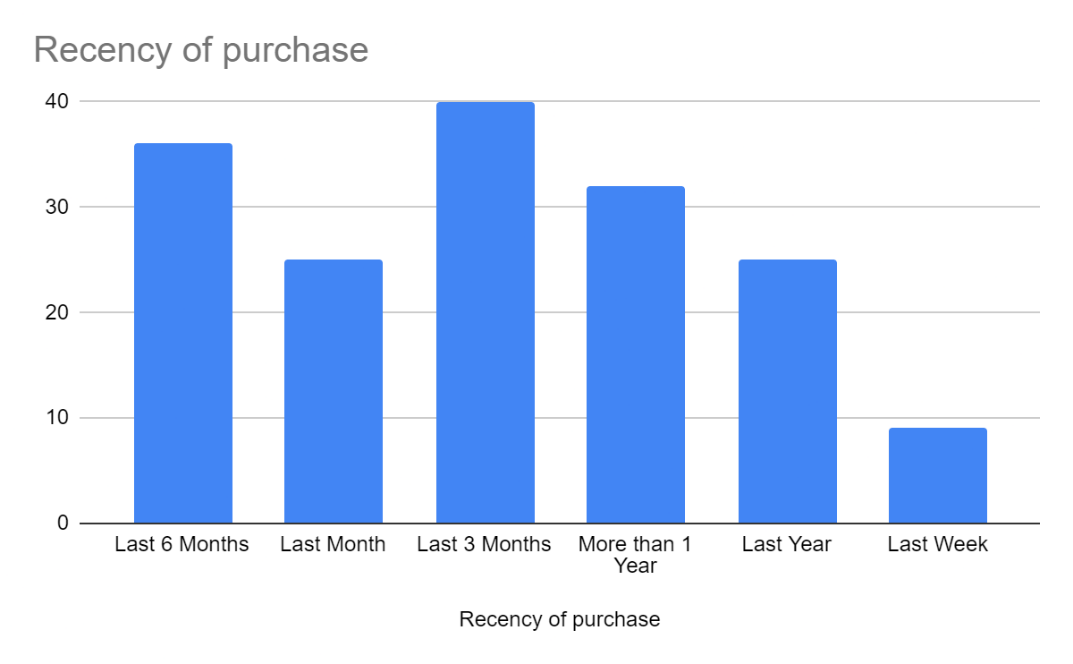 Recency of purchase
40
30
20
10
0
Last 6 Months
Last Month
Last 3 Months
More than 1
Year
Last Year
Last Week
Recency of purchase